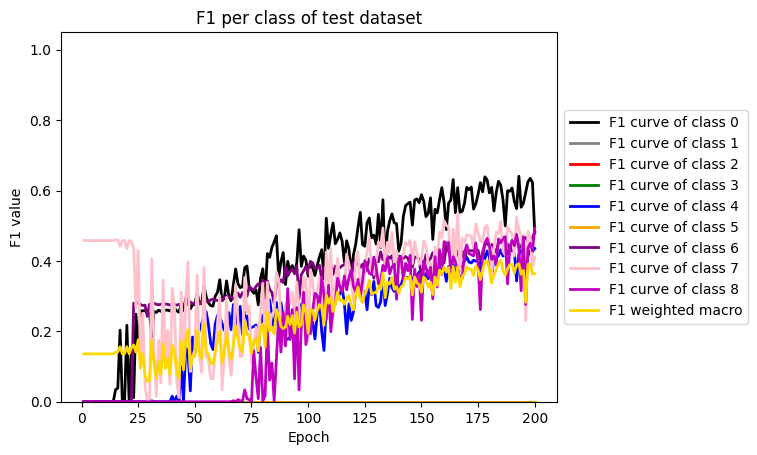 F1 per class of test dataset
F1 value
1.0
0.8
0.6
0.4
0.2
0.0
0
25
50
75
100
125
150
175
200
Epoch
F1 curve of class 0
F1 curve of class 1
F1 curve of class 2
F1 curve of class 3
F1 curve of class 4
F1 curve of class 5
F1 curve of class 6
F1 curve of class 7
F1 curve of class 8
F1 weighted macro